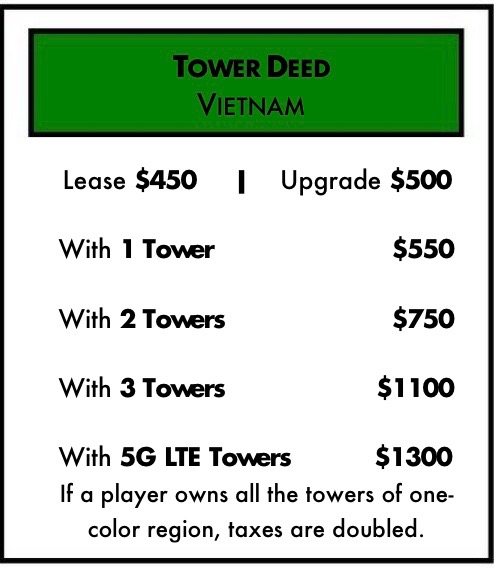 TOWER DEED
VIETNAM
Lease $450 | Upgrade $500
With 1 Tower $550
With 2 Towers $750
With 3 Towers $1100
With 5G LTE Towers $1300
If a player owns all the towers of one-
color region, taxes are doubled.